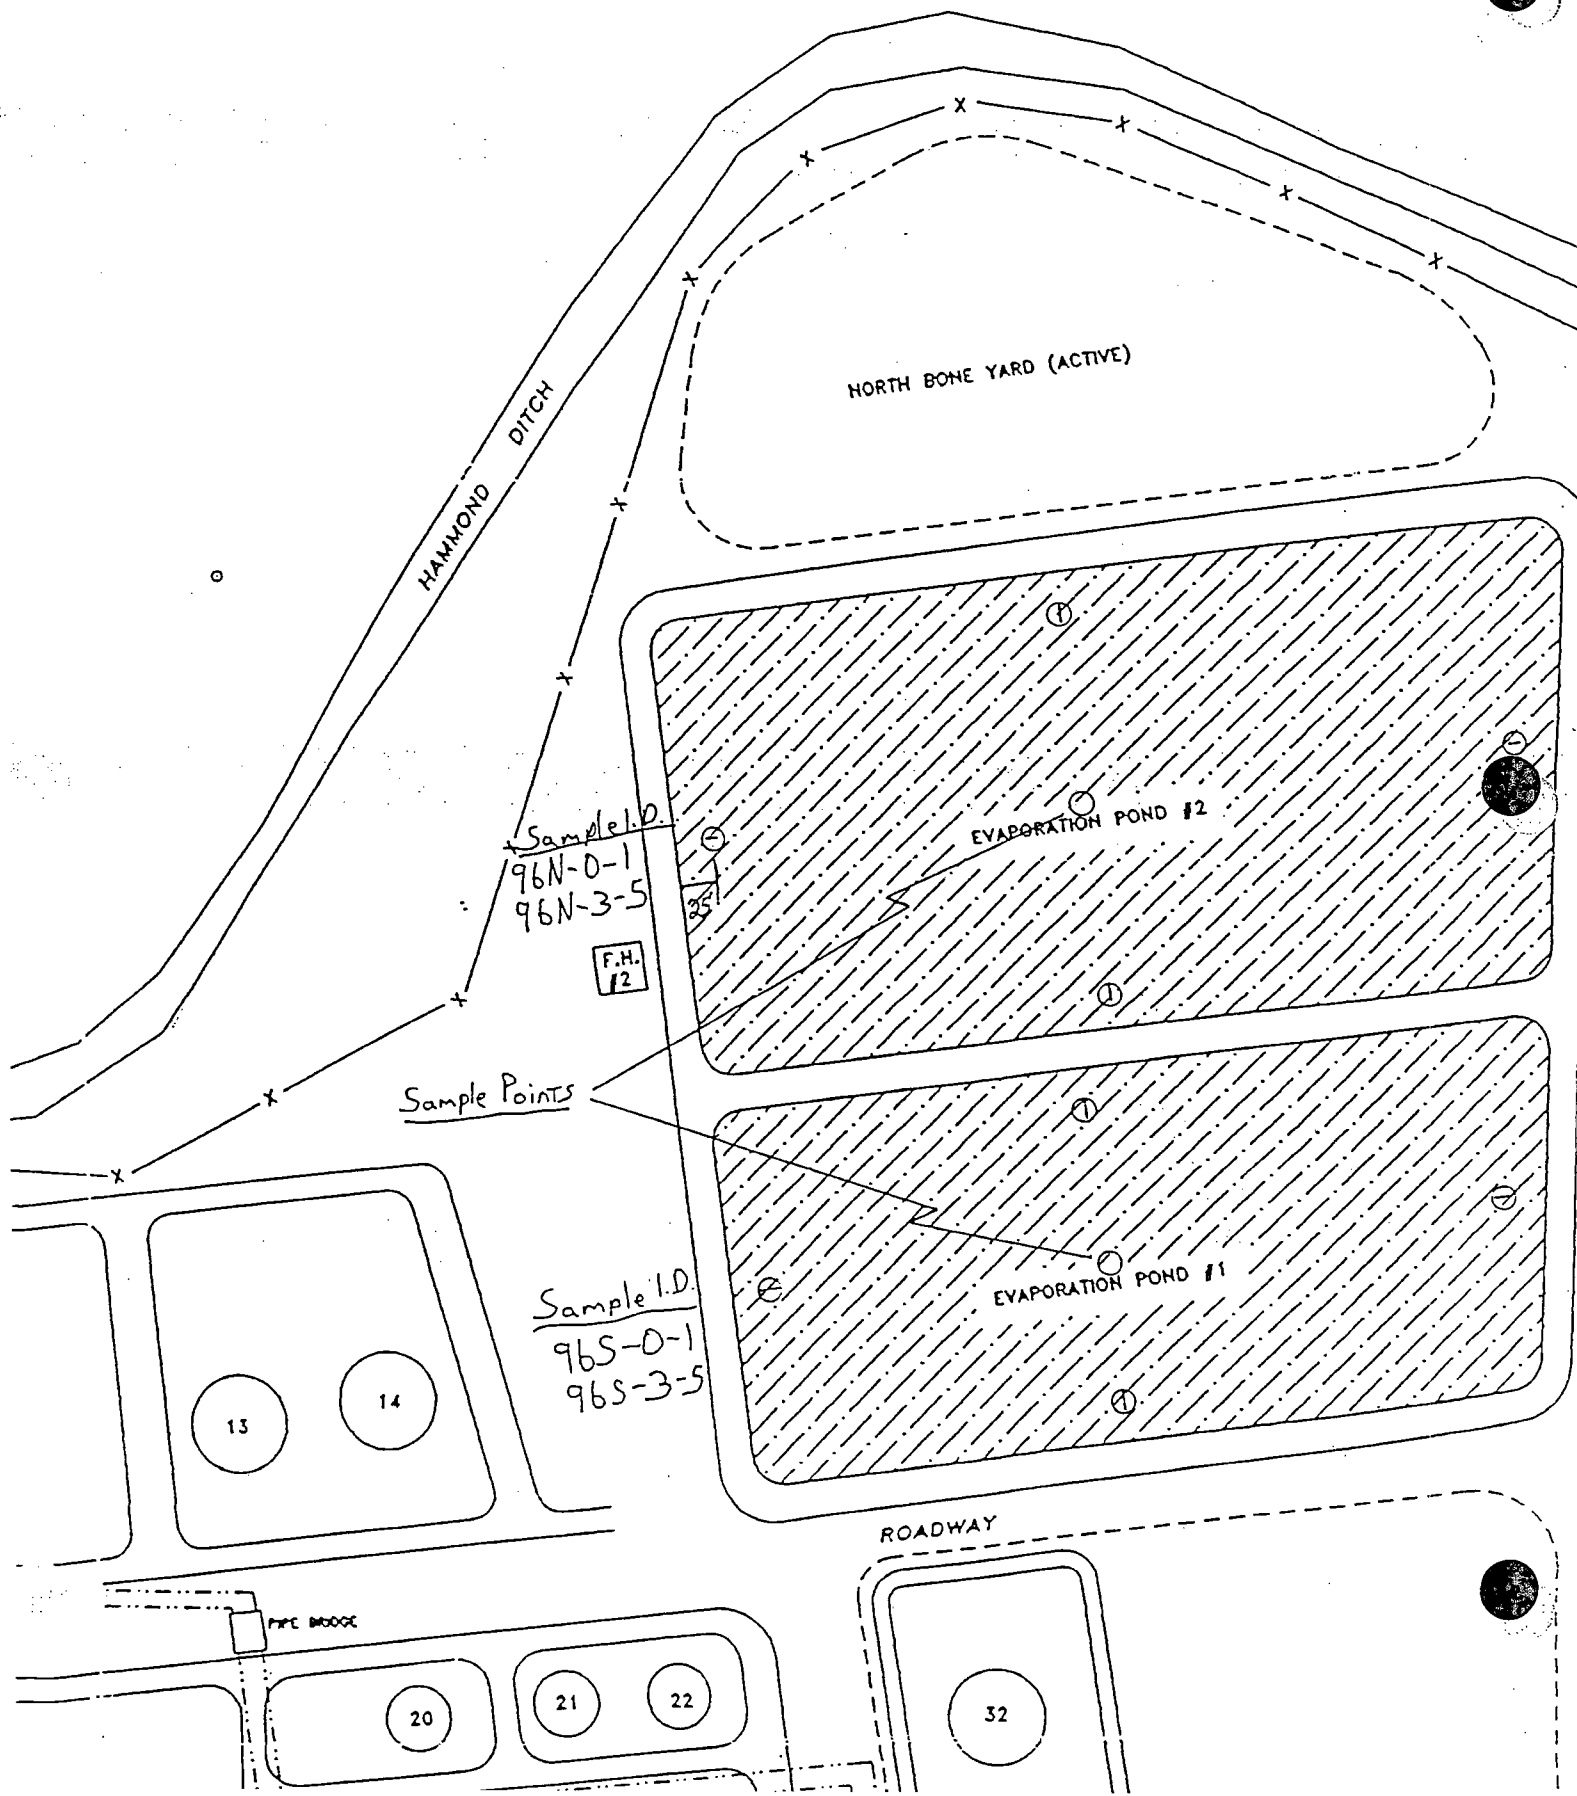 NORTH BONE YARD (ACTIVE)
HAMMOND DITCH
EVAPORATION POND #2
Sample I.D.
96N-0-1
96N-3-5
25'
F.H.
#2
Sample Points
EVAPORATION POND #1
Sample I.D.
96S-0-1
96S-3-5
13
14
ROADWAY
PIPE BRIDGE
20
21
22
32